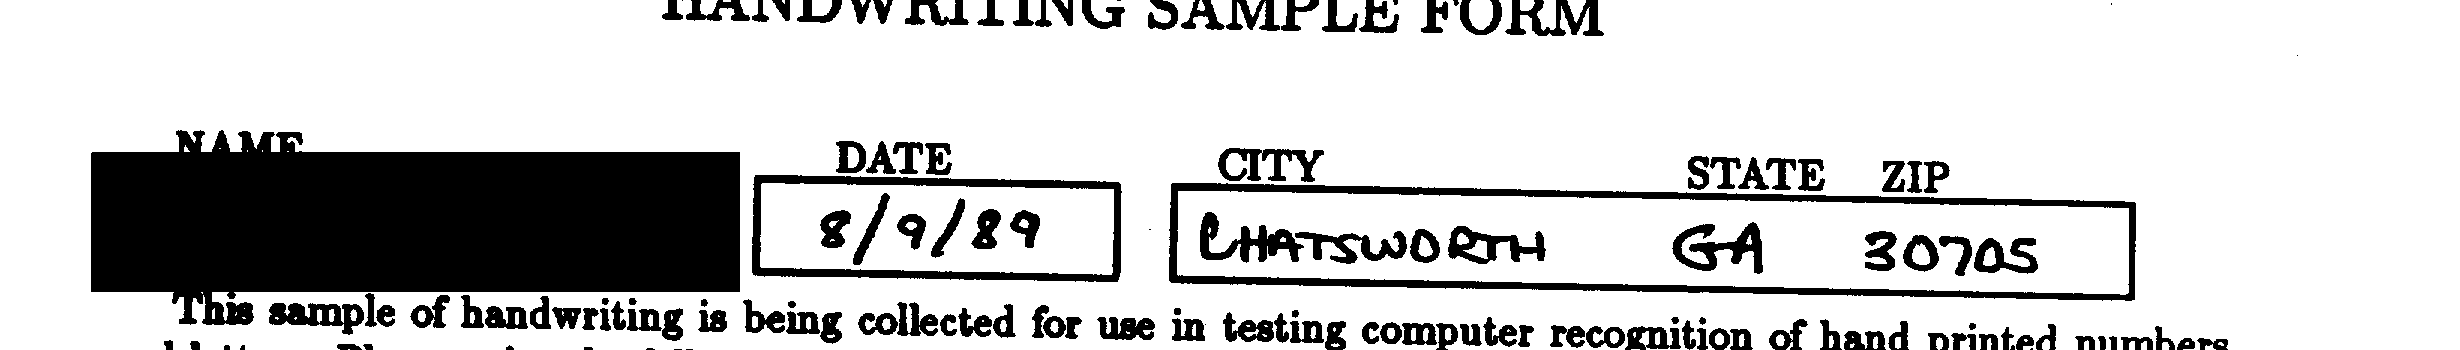 HANDWRITING SAMPLE FORM
NAME DATE CITY STATE ZIP
8/9/89 CHATSWORTH GA 30705
This sample of handwriting is being collected for use in testing computer recognition of hand printed numbers